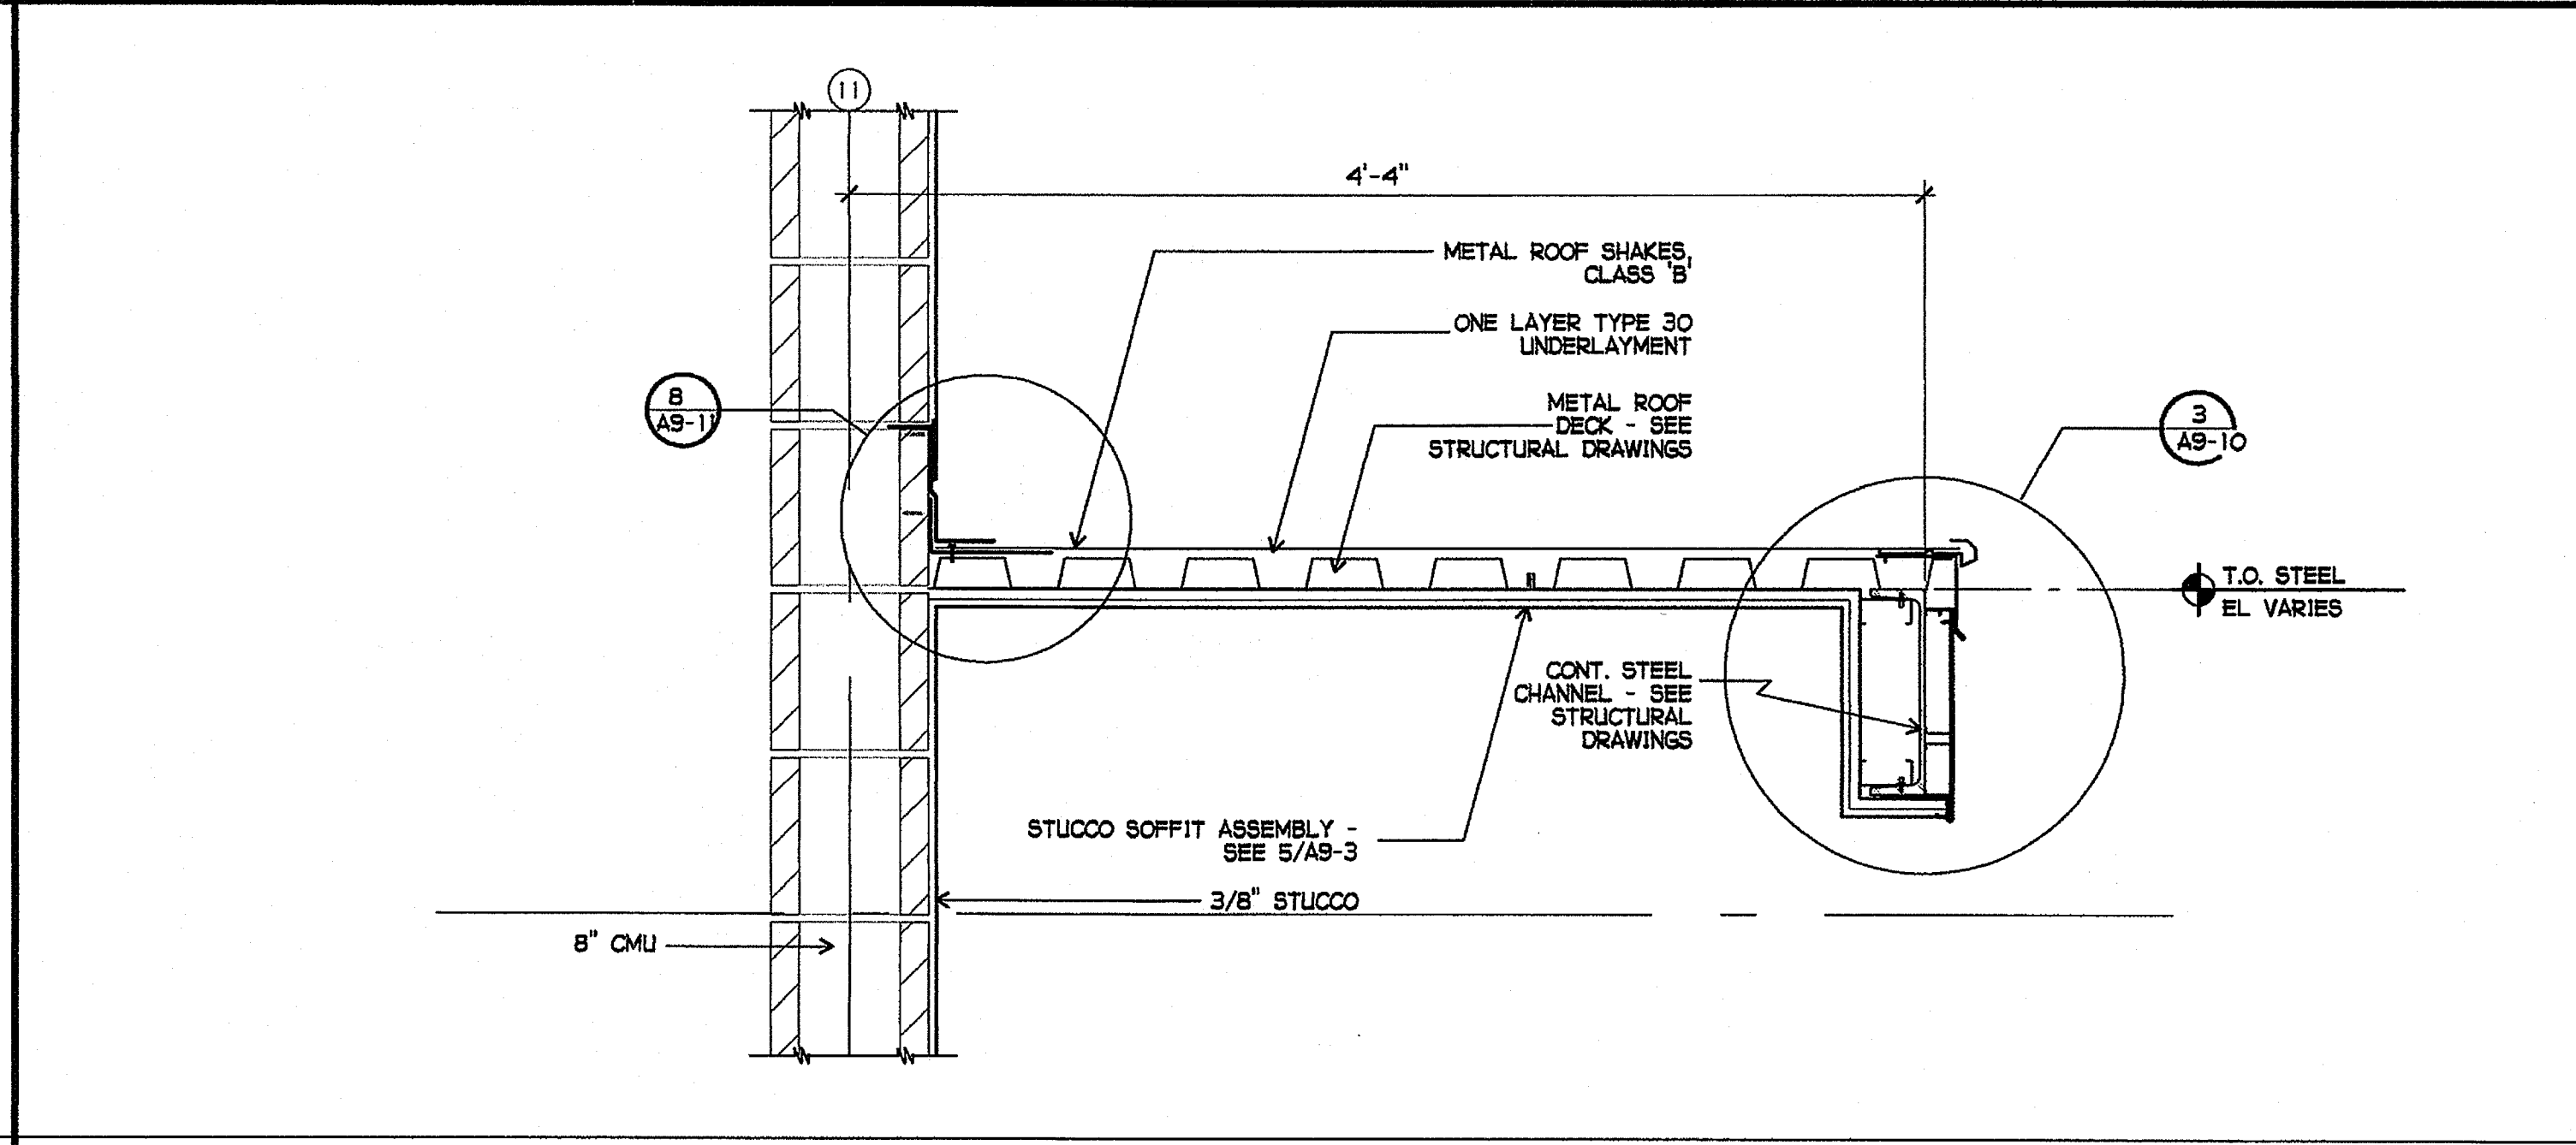 11
4'-4"
METAL ROOF SHAKES,
CLASS 'B'
ONE LAYER TYPE 30
UNDERLAYMENT
METAL ROOF
DECK - SEE
STRUCTURAL DRAWINGS
8
A9-11
3
A9-10
T.O. STEEL
EL VARIES
CONT. STEEL
CHANNEL - SEE
STRUCTURAL
DRAWINGS
STUCCO SOFFIT ASSEMBLY -
SEE 5/A9-3
3/8" STUCCO
8" CMU